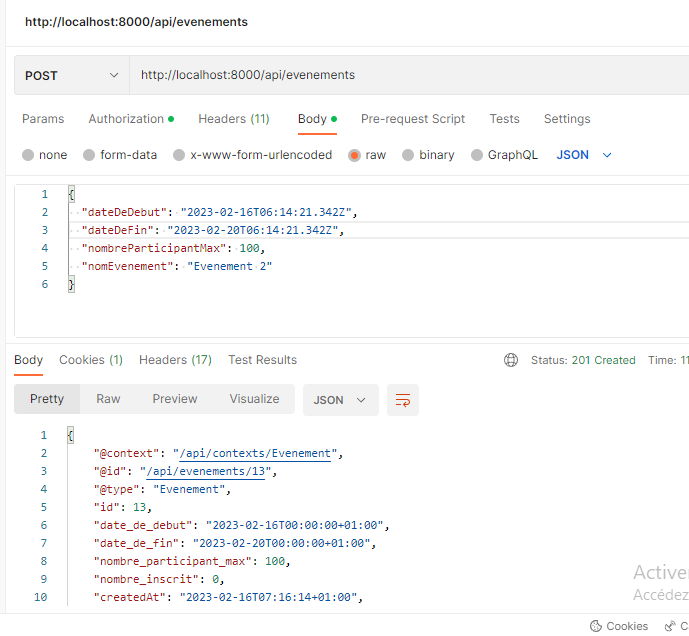 http://localhost:8000/api/evenements
POST http://localhost:8000/api/evenements
Params Authorization Headers (11) Body Pre-request Script Tests Settings
none form-data x-www-form-urlencoded raw binary GraphQL JSON
1 {
2 "dateDeDebut": "2023-02-16T06:14:21.342Z",
3 "dateDeFin": "2023-02-20T06:14:21.342Z",
4 "nombreParticipantMax": 100,
5 "nomEvenement": "Evenement 2"
6 }
Body Cookies (1) Headers (17) Test Results Status: 201 Created Time: 11
Pretty Raw Preview Visualize JSON
1 {
2 "@context": "/api/contexts/Evenement",
3 "@id": "/api/evenements/13",
4 "@type": "Evenement",
5 "id": 13,
6 "date_de_debut": "2023-02-16T00:00:00+01:00",
7 "date_de_fin": "2023-02-20T00:00:00+01:00",
8 "nombre_participant_max": 100,
9 "nombre_inscrit": 0,
10 "createdAt": "2023-02-16T07:16:14+01:00",
Active
Accédez
Cookies C